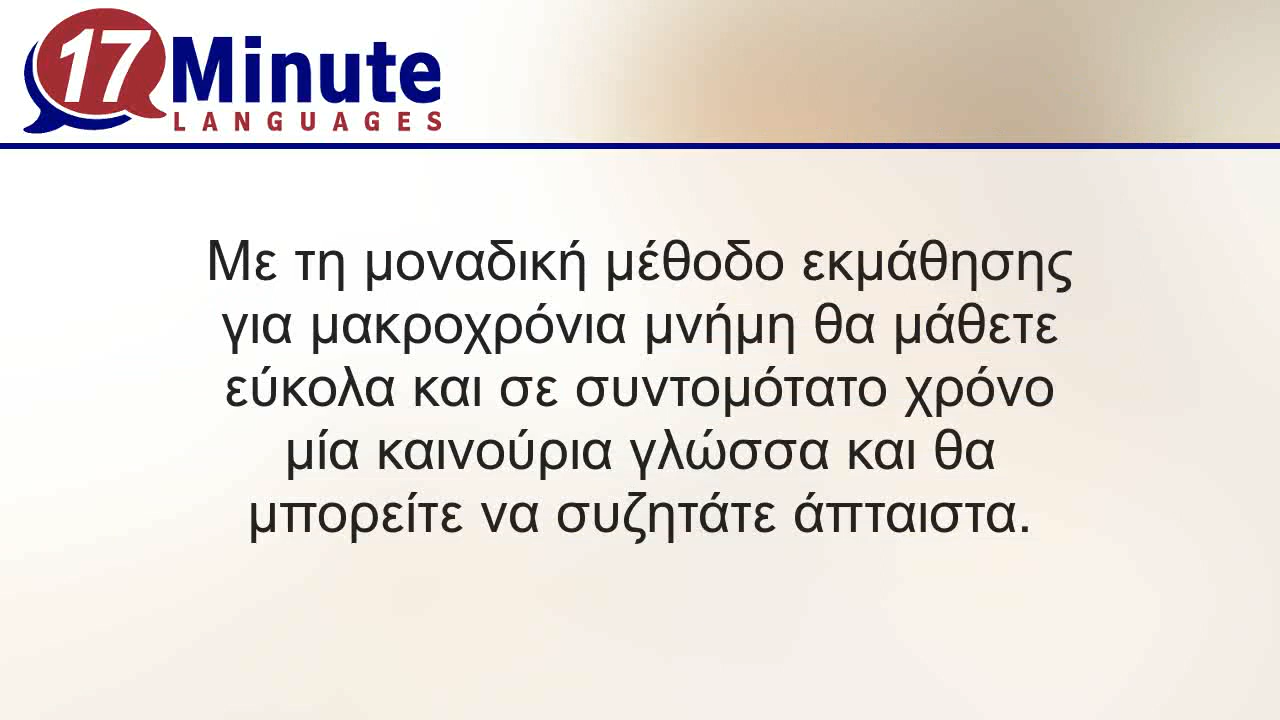 17 Minute
LANGUAGES
Με τη μοναδική μέθοδο εκμάθησης
για μακροχρόνια μνήμη θα μάθετε
εύκολα και σε συντομότατο χρόνο
μία καινούρια γλώσσα και θα
μπορείτε να συζητάτε άπταιστα.